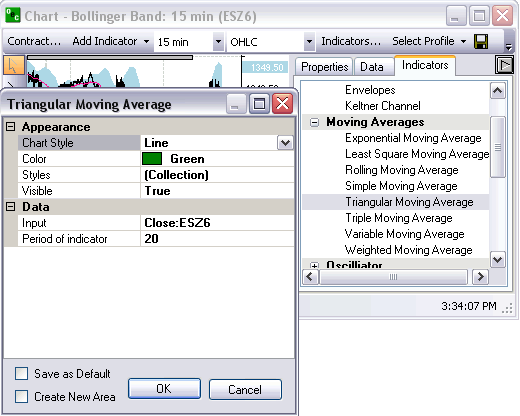 Chart - Bollinger Band: 15 min (ESZ6)
Contract... Add Indicator 15 min OHLC Indicators... Select Profile
1349.50
Properties Data Indicators
Envelopes
Keltner Channel
Moving Averages
Exponential Moving Average
Least Square Moving Average
Rolling Moving Average
Simple Moving Average
Triangular Moving Average
Triple Moving Average
Variable Moving Average
Weighted Moving Average
Oscilliator
3:34:07 PM
Triangular Moving Average
Appearance
Chart Style Line
Color Green
Styles (Collection)
Visible True
Data
Input Close:ESZ6
Period of indicator 20
Save as Default
Create New Area
OK Cancel